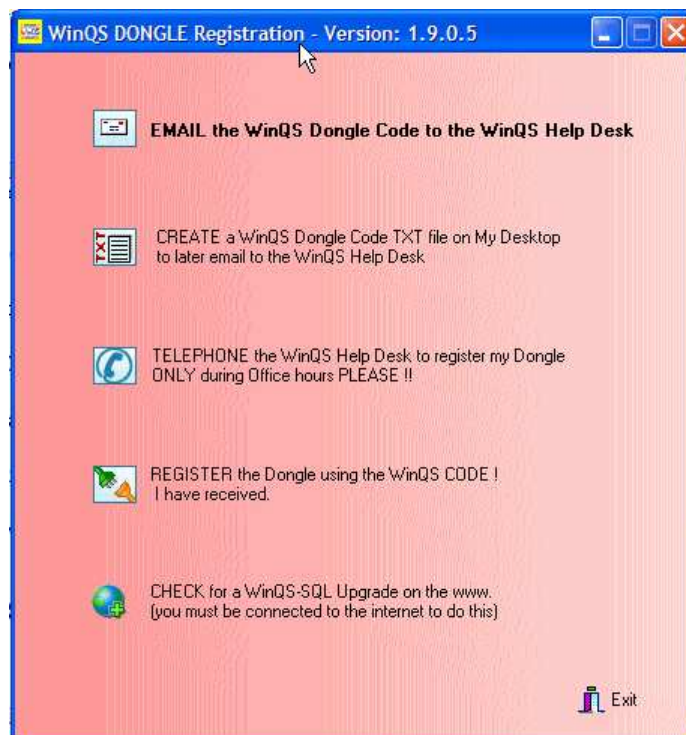 WinQS DONGLE Registration - Version: 1.9.0.5
EMAIL the WinQS Dongle Code to the WinQS Help Desk
TXT
CREATE a WinQS Dongle Code TXT file on My Desktop
to later email to the WinQS Help Desk
TELEPHONE the WinQS Help Desk to register my Dongle
ONLY during Office hours PLEASE !!
REGISTER the Dongle using the WinQS CODE !
I have received.
CHECK for a WinQS-SQL Upgrade on the www.
(you must be connected to the internet to do this)
Exit